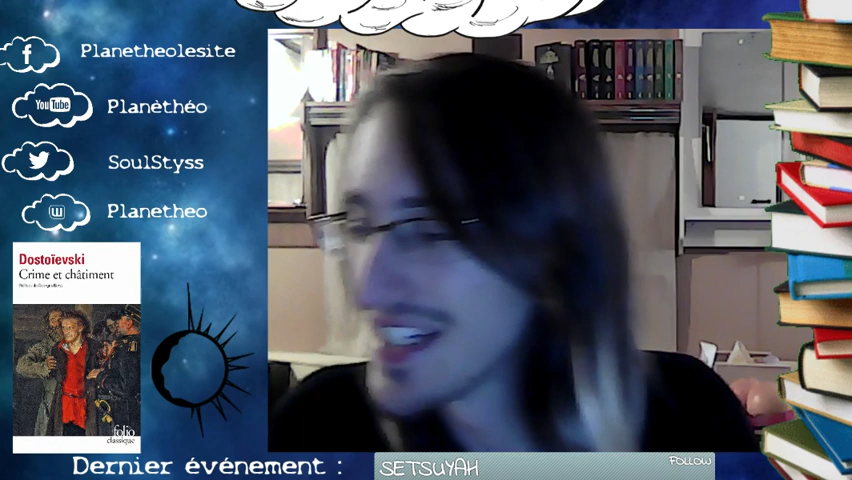 f Planetheolesite
YouTube Planèthéo
SoulStyss
w Planetheo
Dostoïevski
Crime et châtiment
folio
classique
Dernier événement : SETSUYAH FOLLOW